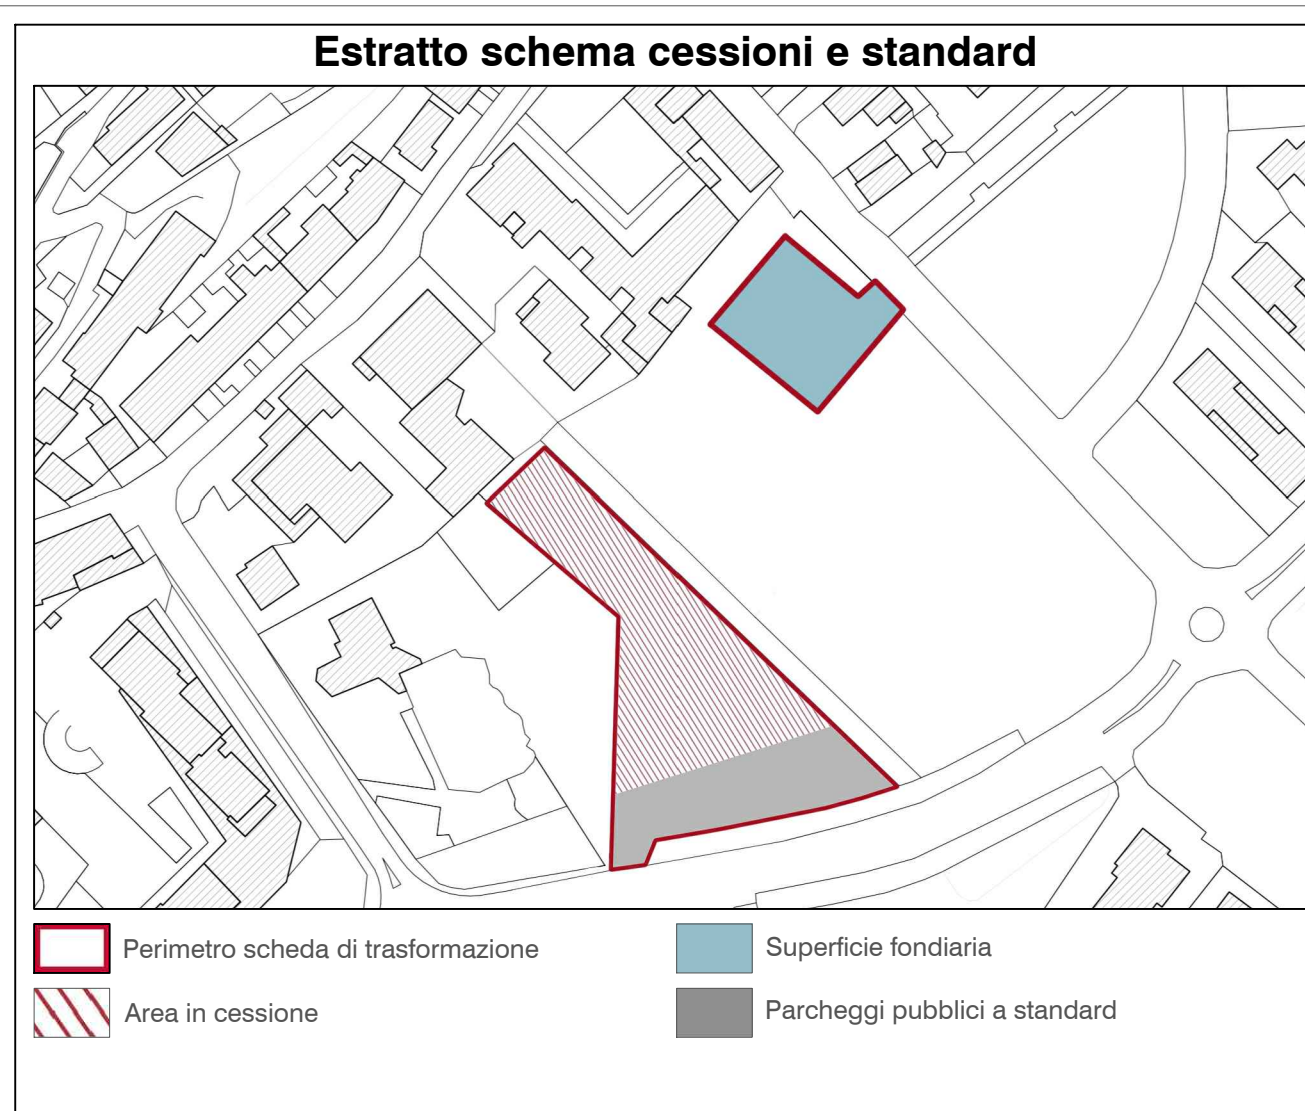 Estratto schema cessioni e standard
Perimetro scheda di trasformazione
Superficie fondiaria
Area in cessione
Parcheggi pubblici a standard